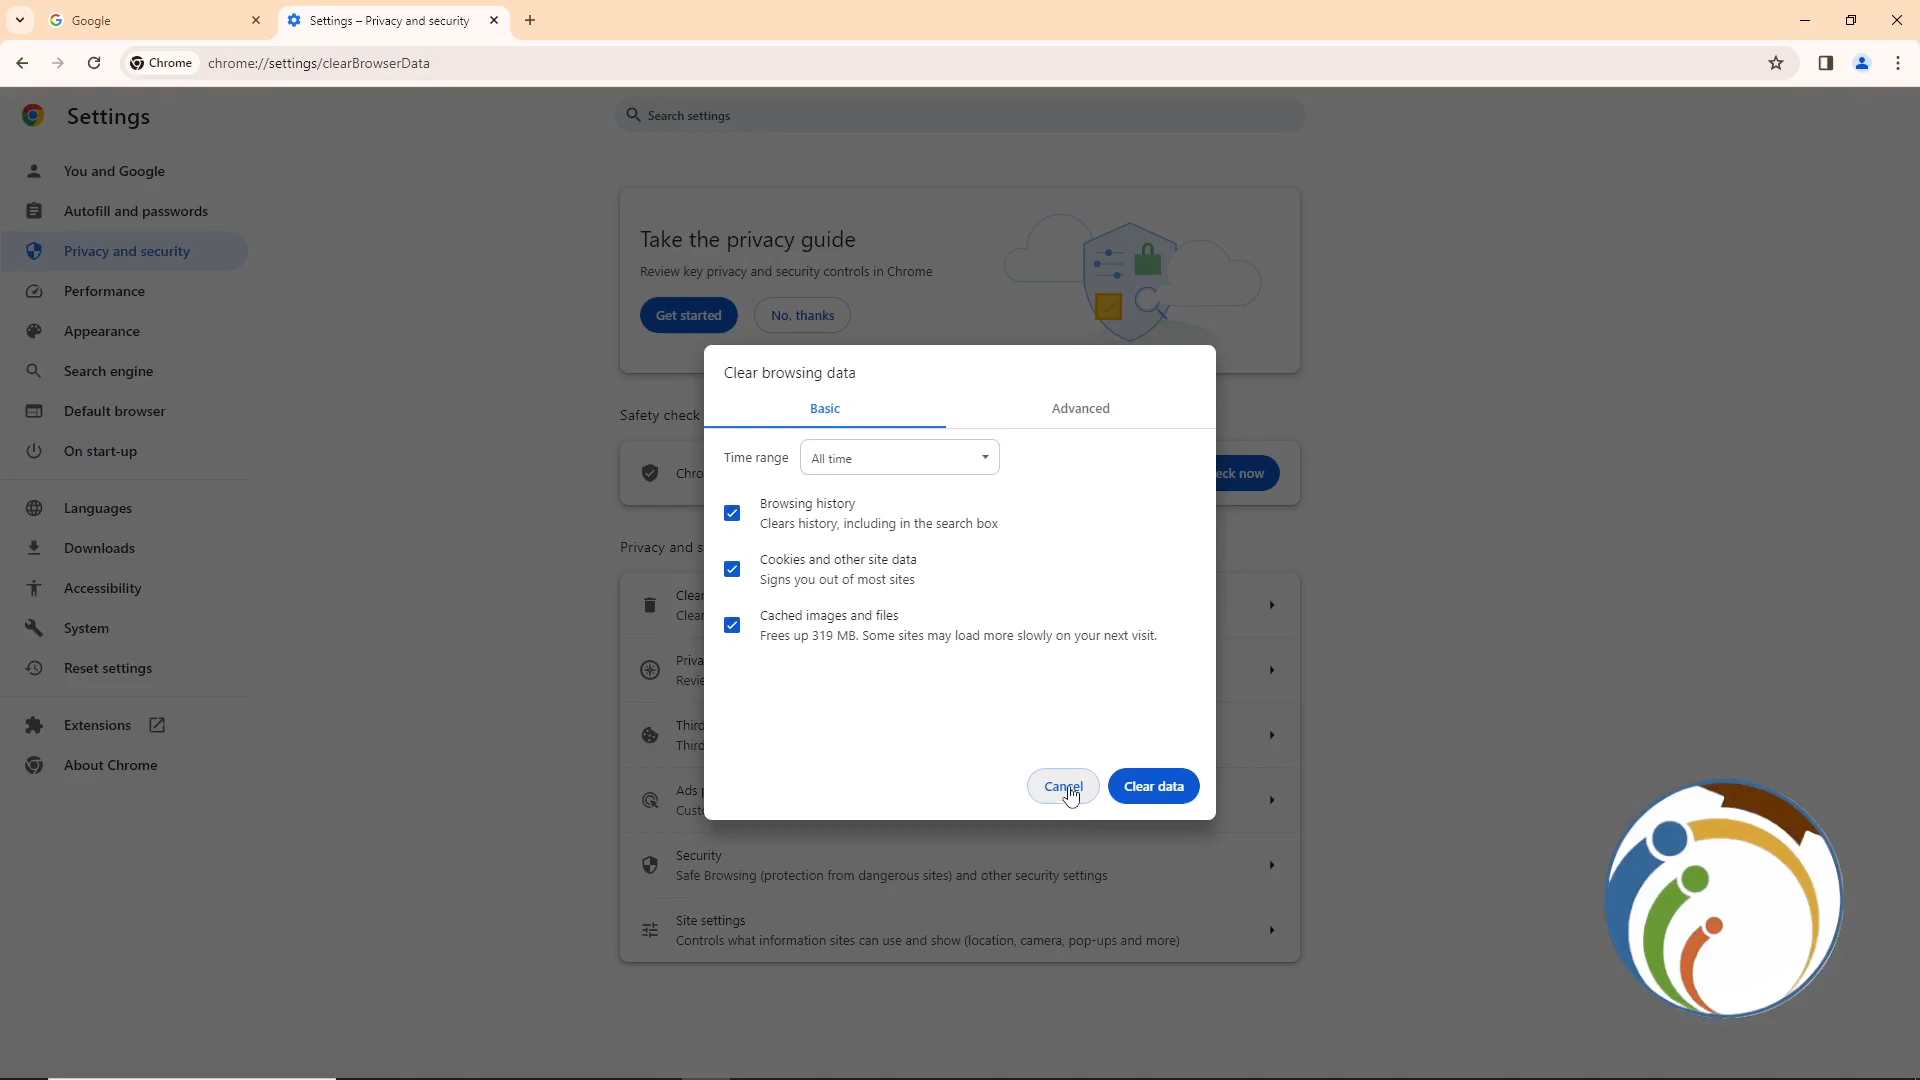 Google
Settings – Privacy and security
Chrome
chrome://settings/clearBrowserData
Settings
Search settings
You and Google
Autofill and passwords
Privacy and security
Performance
Appearance
Search engine
Default browser
On start-up
Languages
Downloads
Accessibility
System
Reset settings
Extensions
About Chrome
Take the privacy guide
Review key privacy and security controls in Chrome
Get started
No, thanks
Safety check
Clear browsing data
Basic
Advanced
Time range
All time
Browsing history
Clears history, including in the search box
Cookies and other site data
Signs you out of most sites
Cached images and files
Frees up 319 MB. Some sites may load more slowly on your next visit.
Cancel
Clear data
now
Privacy and
Security
Safe Browsing (protection from dangerous sites) and other security settings
Site settings
Controls what information sites can use and show (location, camera, pop-ups and more)